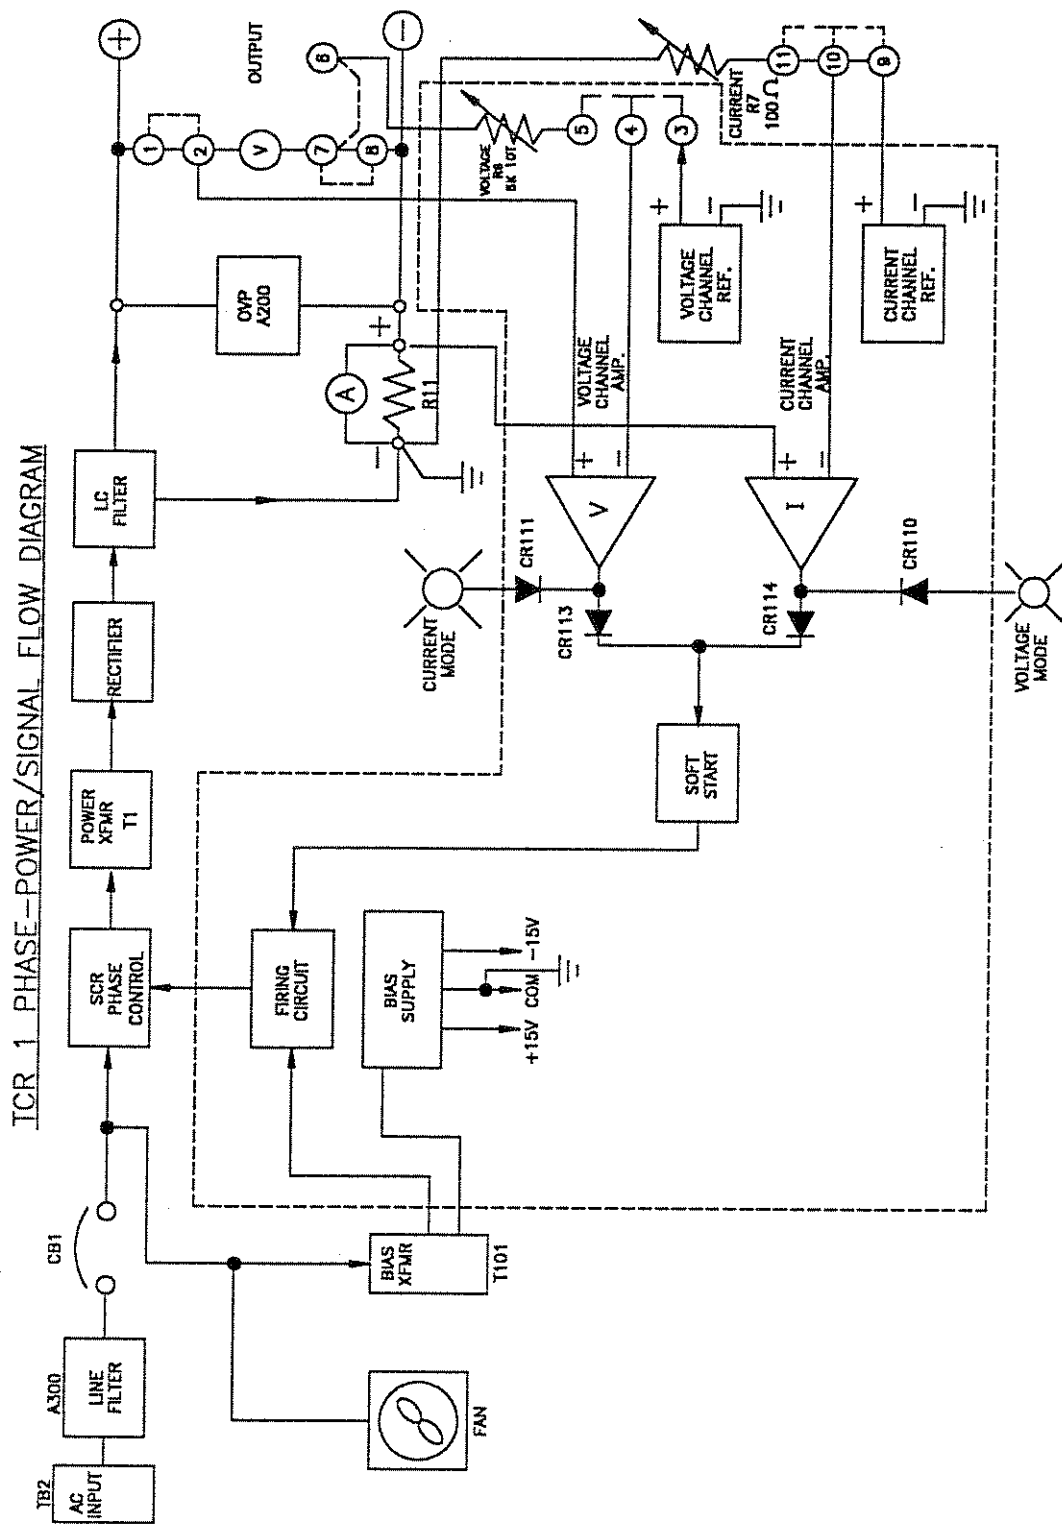 TCR 1 PHASE-POWER/SIGNAL FLOW DIAGRAM
TB2
AC
INPUT
A300
LINE
FILTER
CB1
SCR
PHASE
CONTROL
POWER
XFMR
T1
RECTIFIER
LC
FILTER
OVP
A200
+
OUTPUT
−
1
2
V
7
8
6
A
R11
−
+
FAN
BIAS
XFMR
T101
FIRING
CIRCUIT
BIAS
SUPPLY
+15V
COM
-15V
SOFT
START
CURRENT
MODE
CR111
CR113
CR114
CR110
VOLTAGE
MODE
V
+
−
VOLTAGE
CHANNEL
AMP.
I
+
−
CURRENT
CHANNEL
AMP.
VOLTAGE
R6
5K 10T
5
4
3
VOLTAGE
CHANNEL
REF.
+
−
CURRENT
R7
100Ω
11
10
9
CURRENT
CHANNEL
REF.
+
−